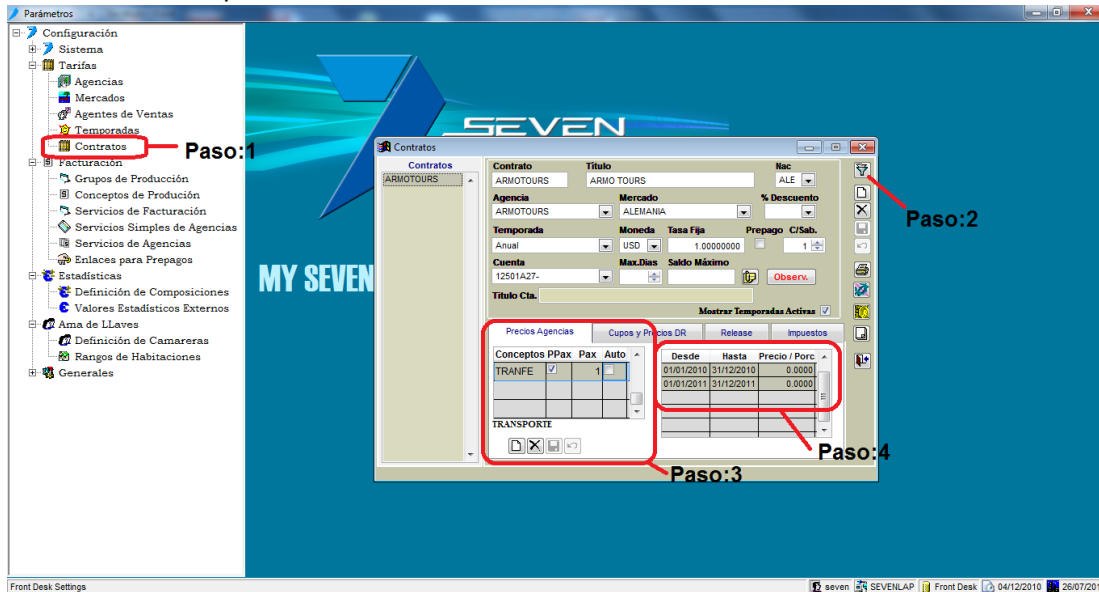 Parámetros
Configuración
Sistema
Tarifas
Agencias
Mercados
Agentes de Ventas
Temporadas
Contratos
Paso:1
Facturación
Grupos de Producción
Conceptos de Produción
Servicios de Facturación
Servicios Simples de Agencias
Servicios de Agencias
Enlaces para Prepagos
Estadísticas
Definición de Composiciones
Valores Estadísticos Externos
Ama de LLaves
Definición de Camareras
Rangos de Habitaciones
Generales
SEVEN
MY SEVEN
Contratos
Contratos
ARMOTOURS
Contrato Título Nac
ARMOTOURS ARMO TOURS ALE
Agencia Mercado % Descuento
ARMOTOURS ALEMANIA
Paso:2
Temporada Moneda Tasa Fija Prepago C/Sab.
Anual USD 1.00000000 1
Cuenta Max.Dias Saldo Máximo
12501A27- Observ.
Titulo Cta.
Mostrar Temporadas Activas
Precios Agencias Cupos y Precios DR Release Impuestos
Conceptos PPax Pax Auto
TRANFE 1
TRANSPORTE
Desde Hasta Precio / Porc
01/01/2010 31/12/2010 0.0000
01/01/2011 31/12/2011 0.0000
Paso:4
Paso:3
Front Desk Settings seven SEVENLAP Front Desk 04/12/2010 26/07/201